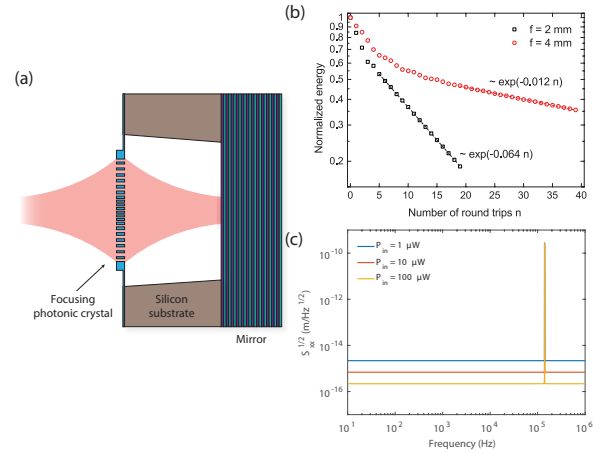 (a)
Focusing
photonic crystal
Silicon
substrate
Mirror
(b)
Normalized energy
1
0.9
0.8
0.7
0.6
0.5
0.4
0.3
0.2
f = 2 mm
f = 4 mm
~ exp(-0.012 n)
~ exp(-0.064 n)
0 5 10 15 20 25 30 35 40
Number of round trips n
(c)
S_xx^1/2 (m/Hz^1/2)
10^-10
10^-12
10^-14
10^-16
P_in = 1 μW
P_in = 10 μW
P_in = 100 μW
10^1 10^2 10^3 10^4 10^5 10^6
Frequency (Hz)